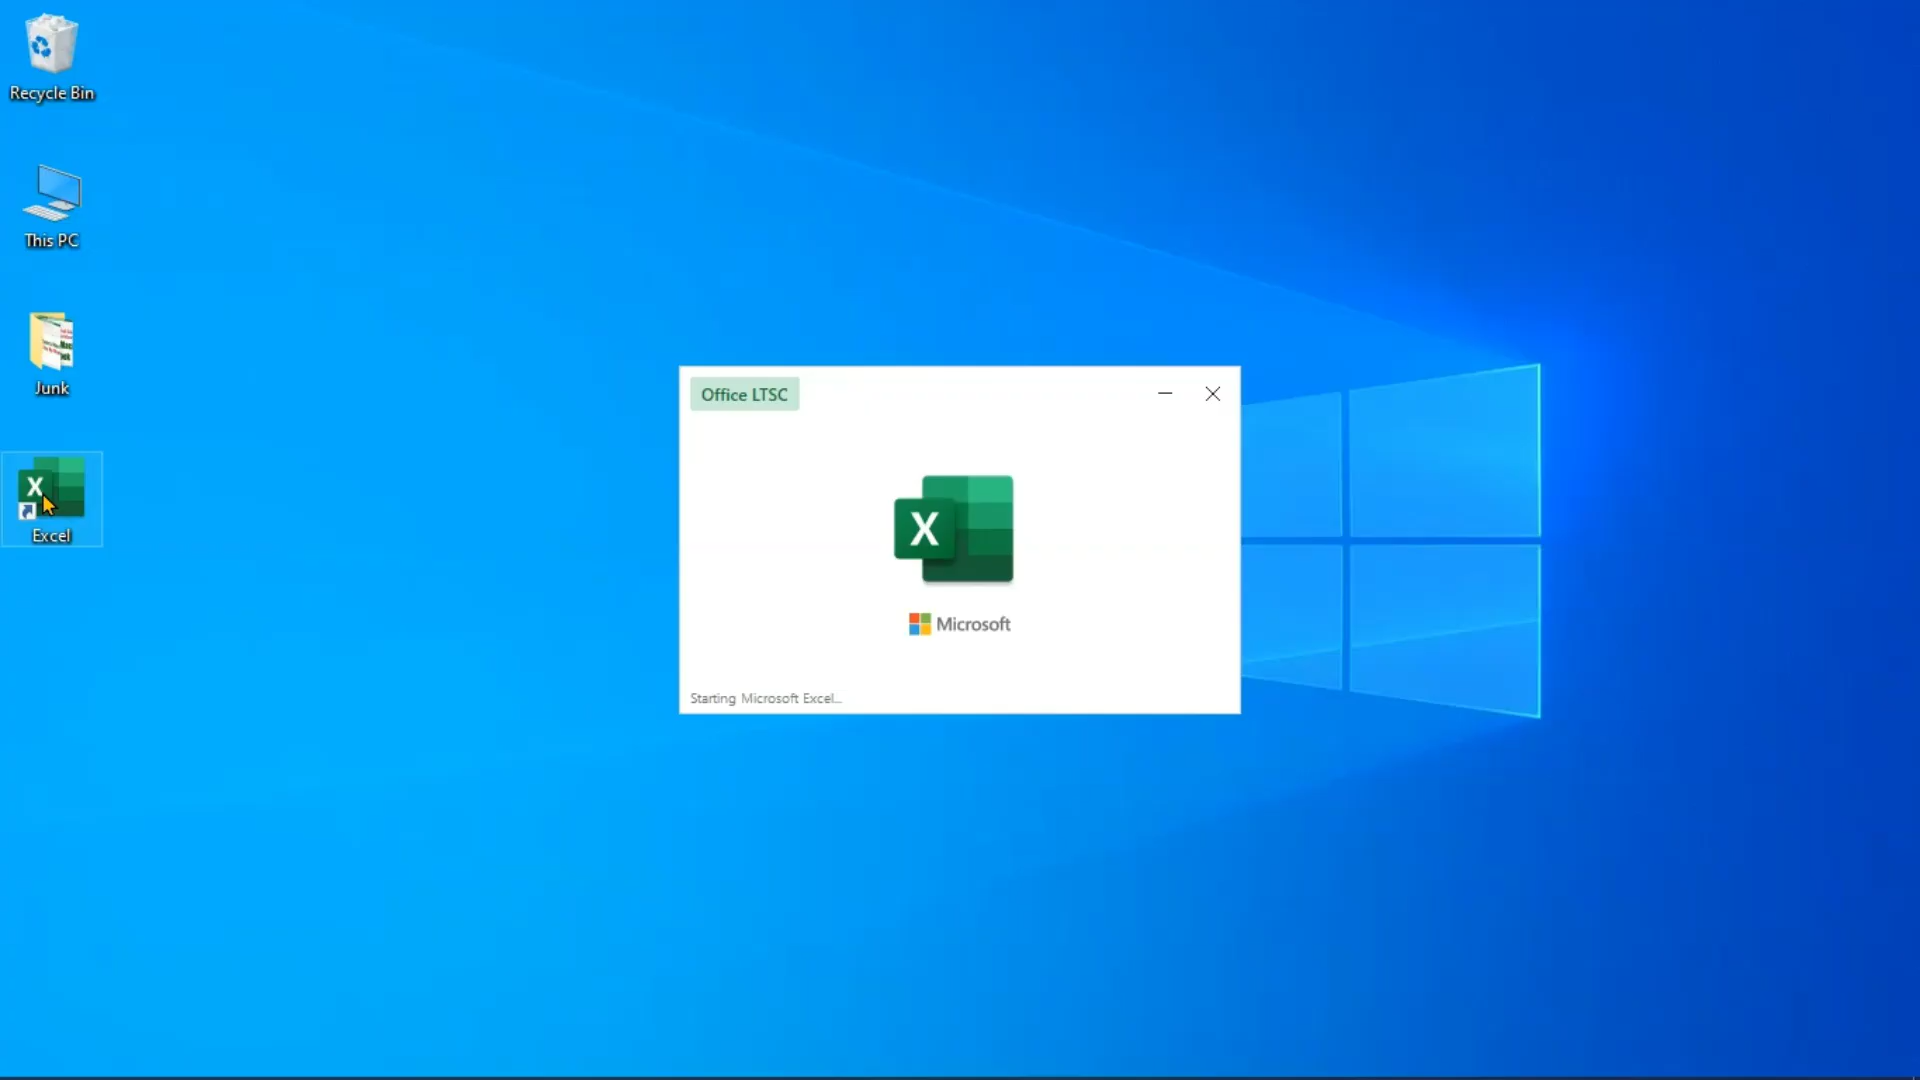 Recycle Bin
This PC
Junk
Excel
Office LTSC
X
Microsoft
Starting Microsoft Excel...